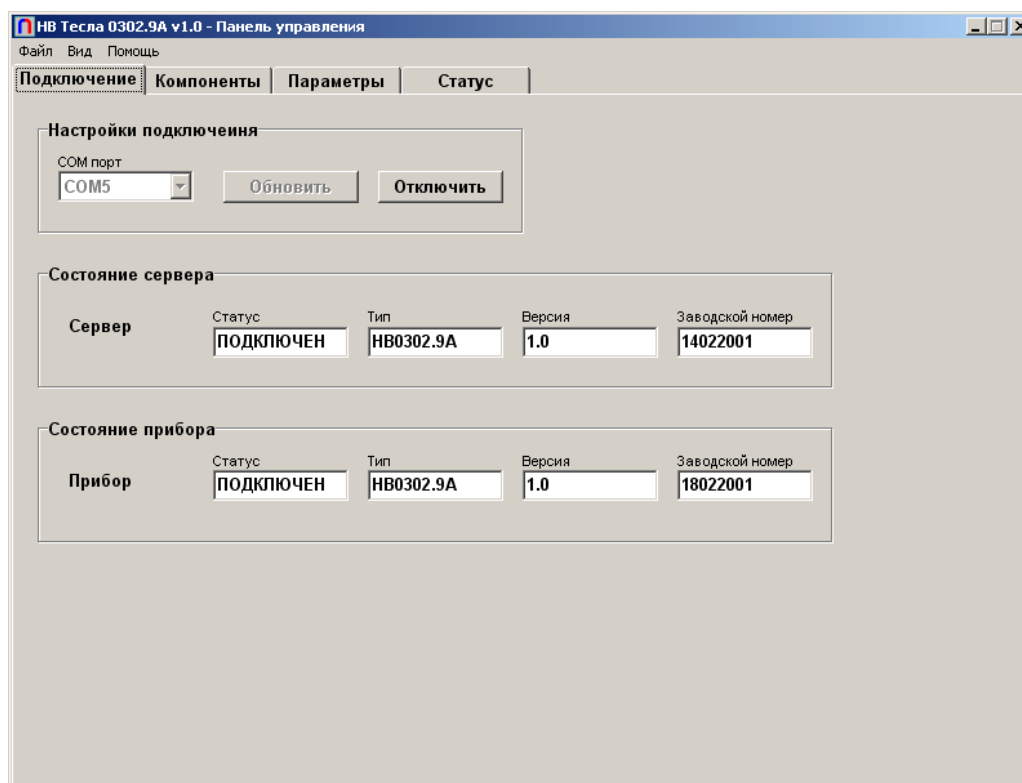 НВ Тесла 0302.9А v1.0 - Панель управления
Файл Вид Помощь
Подключение Компоненты Параметры Статус
Настройки подключеиня
COM порт
COM5 Обновить Отключить
Состояние сервера
Статус Тип Версия Заводской номер
Сервер ПОДКЛЮЧЕН НВ0302.9А 1.0 14022001
Состояние прибора
Статус Тип Версия Заводской номер
Прибор ПОДКЛЮЧЕН НВ0302.9А 1.0 18022001